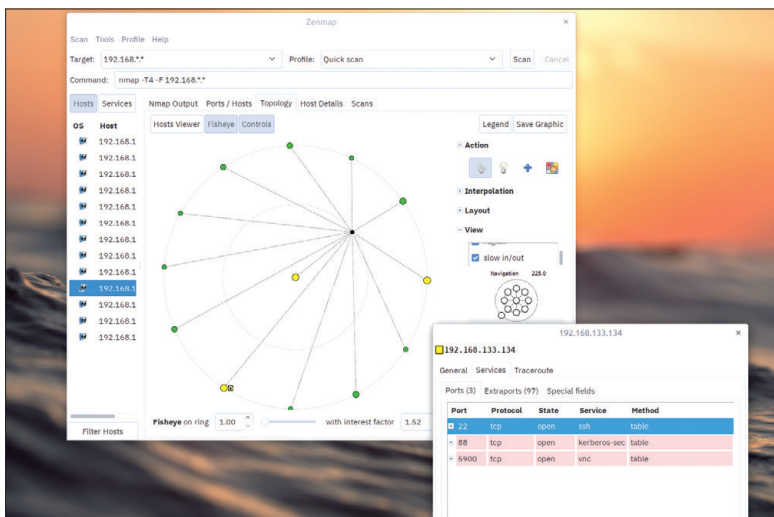 Zenmap
Scan Tools Profile Help
Target: 192.168.*.* Profile: Quick scan Scan Cancel
Command: nmap -T4 -F 192.168.*.*
Hosts Services Nmap Output Ports / Hosts Topology Host Details Scans
OS Host
Hosts Viewer Fisheye Controls Legend Save Graphic
192.168.1
192.168.1
192.168.1
192.168.1
192.168.1
192.168.1
192.168.1
192.168.1
192.168.1
192.168.1
192.168.1
192.168.1
192.168.1
Action
Interpolation
Layout
View
slow in/out
Navigation 225.0
Filter Hosts
Fisheye on ring 1.00 with interest factor 1.52
192.168.133.134
192.168.133.134
General Services Traceroute
Ports (3) Extraports (97) Special fields
Port Protocol State Service Method
22 tcp open ssh table
88 tcp open kerberos-sec table
5900 tcp open vnc table